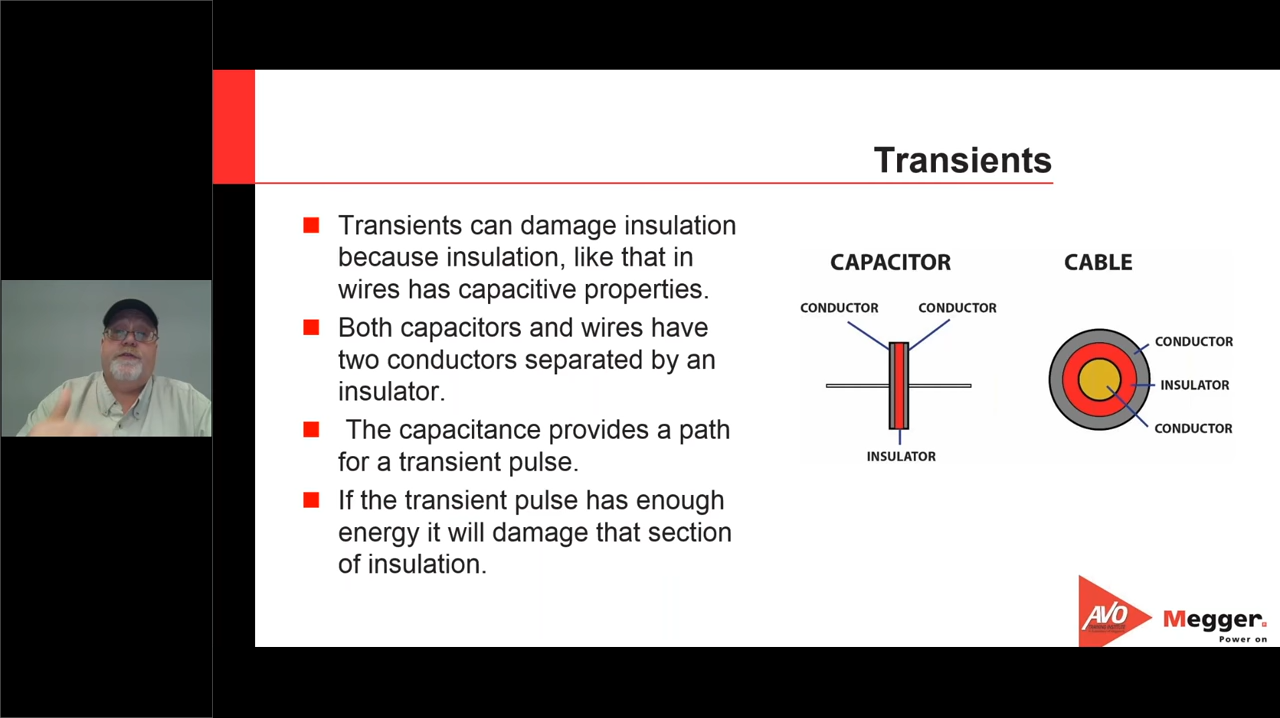 Transients
Transients can damage insulation
because insulation, like that in
wires has capacitive properties.
Both capacitors and wires have
two conductors separated by an
insulator.
The capacitance provides a path
for a transient pulse.
If the transient pulse has enough
energy it will damage that section
of insulation.
CAPACITOR
CONDUCTOR CONDUCTOR
INSULATOR
CABLE
CONDUCTOR
INSULATOR
CONDUCTOR
AVO
Megger.
Power on